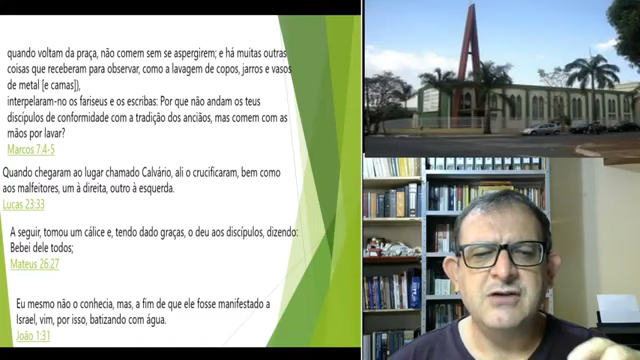 quando voltam da praça, não comem sem se aspergirem; e há muitas outras
coisas que receberam para observar, como a lavagem de copos, jarros e vasos
de metal [e camas]),
interpelaram-no os fariseus e os escribas: Por que não andam os teus
discípulos de conformidade com a tradição dos anciãos, mas comem com as
mãos por lavar?
Marcos 7.4-5
Quando chegaram ao lugar chamado Calvário, ali o crucificaram, bem como
aos malfeitores, um à direita, outro à esquerda.
Lucas 23:33
A seguir, tomou um cálice e, tendo dado graças, o deu aos discípulos, dizendo:
Bebei dele todos;
Mateus 26:27
Eu mesmo não o conhecia, mas, a fim de que ele fosse manifestado a
Israel, vim, por isso, batizando com água.
João 1:31